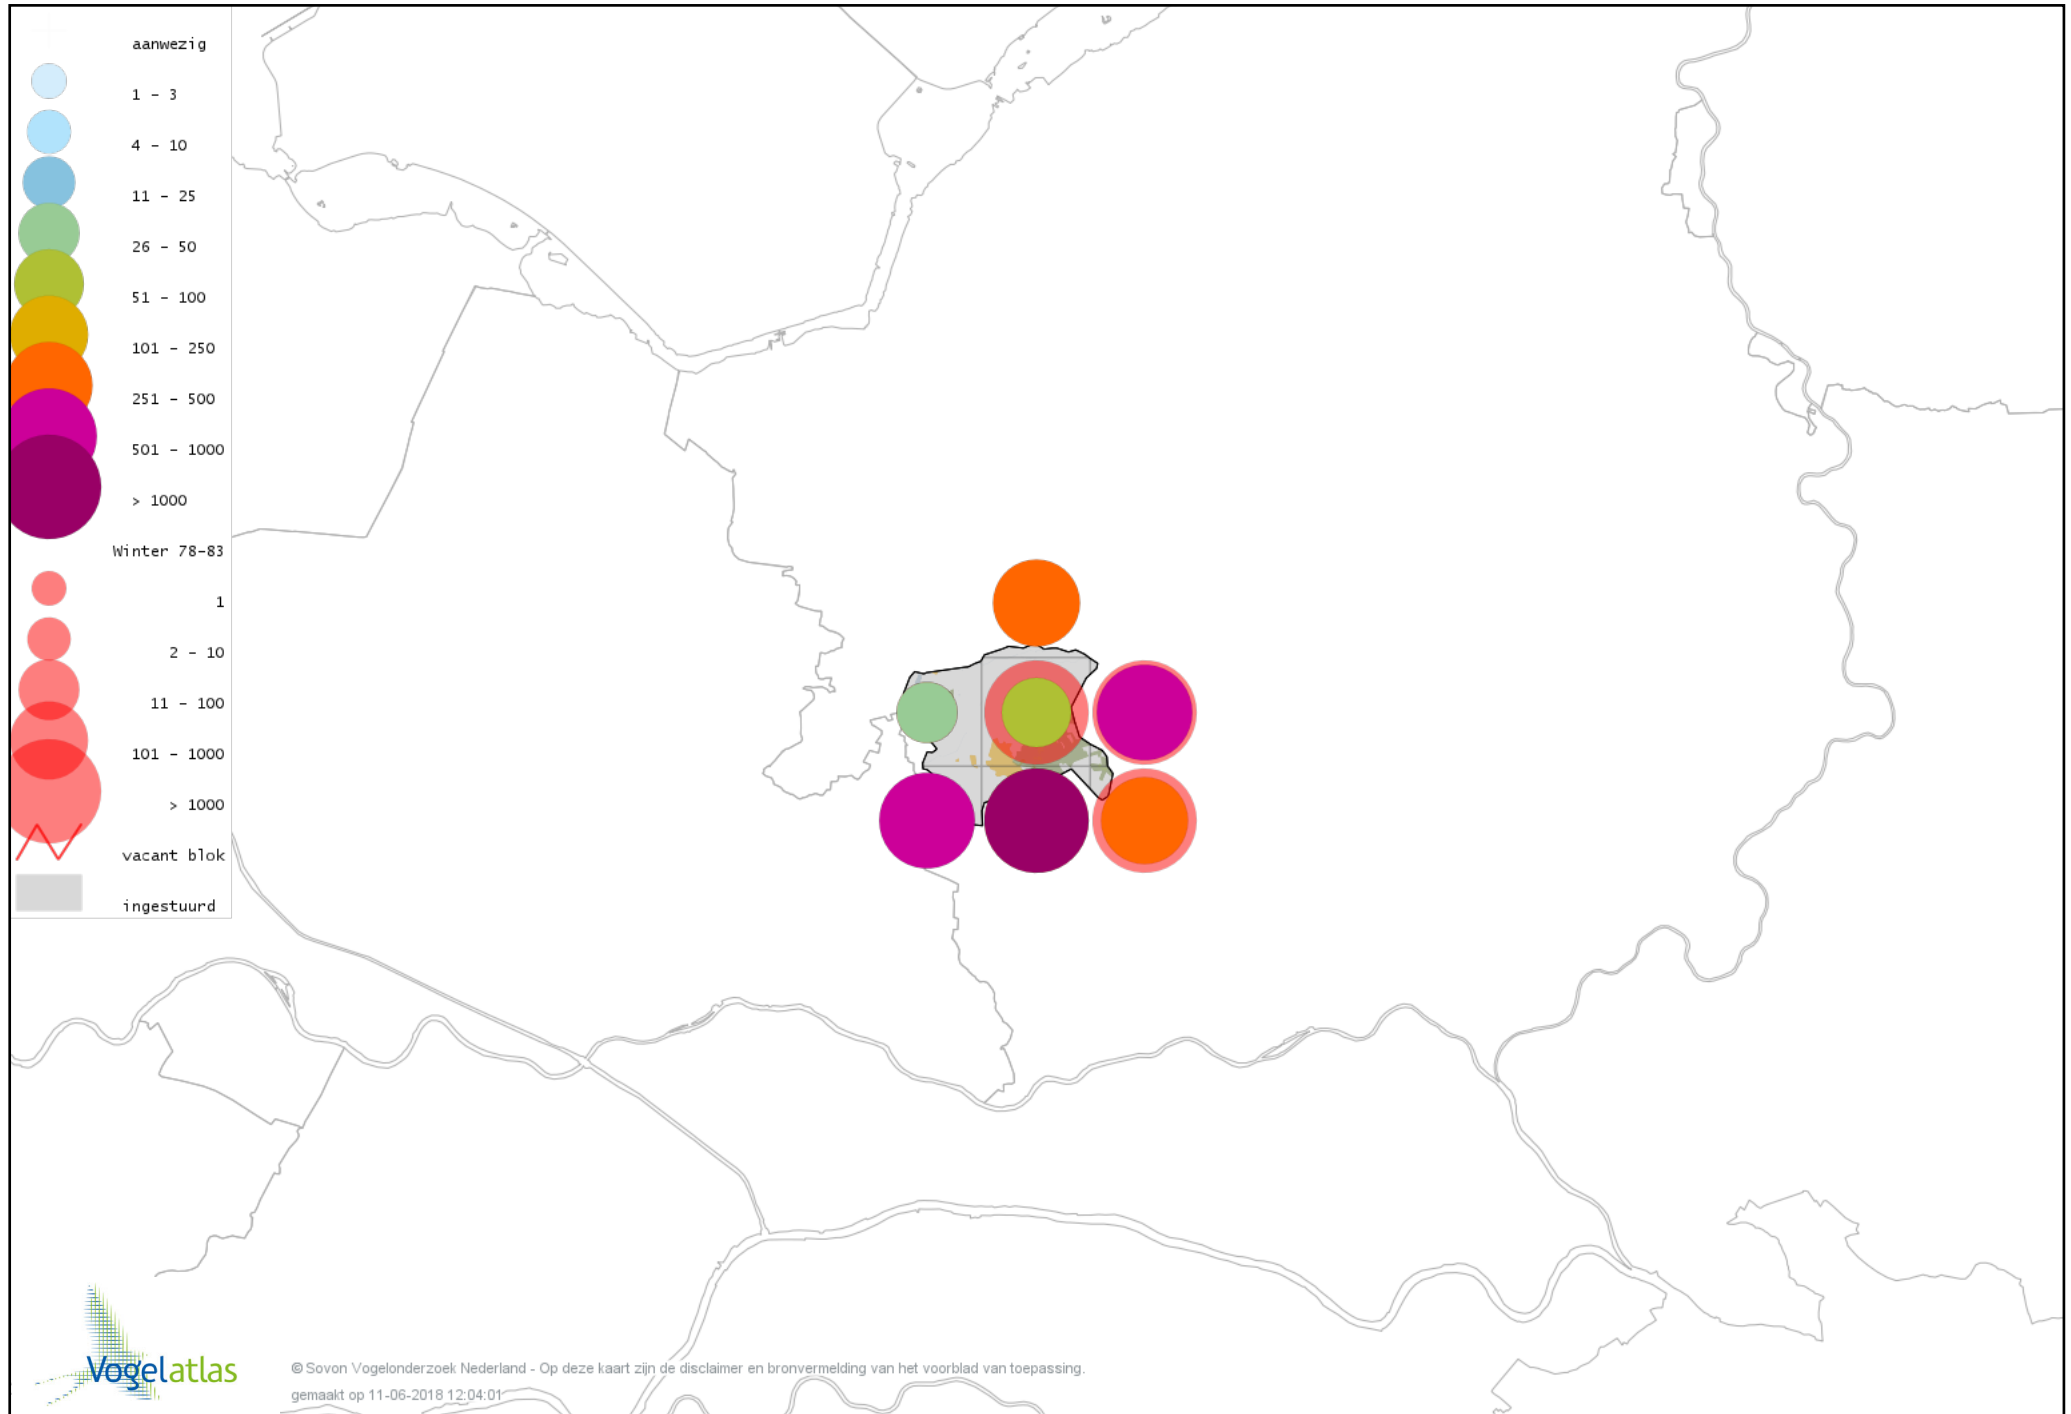 aanwezig
1 - 3
4 - 10
11 - 25
26 - 50
51 - 100
101 - 250
251 - 500
501 - 1000
> 1000
Winter 78-83
1
2 - 10
11 - 100
101 - 1000
> 1000
vacant blok
ingestuurd
Vogelatlas
© Sovon Vogelonderzoek Nederland - Op deze kaart zijn de disclaimer en bronvermelding van het voorblad van toepassing.
gemaakt op 11-06-2018 12:04:01